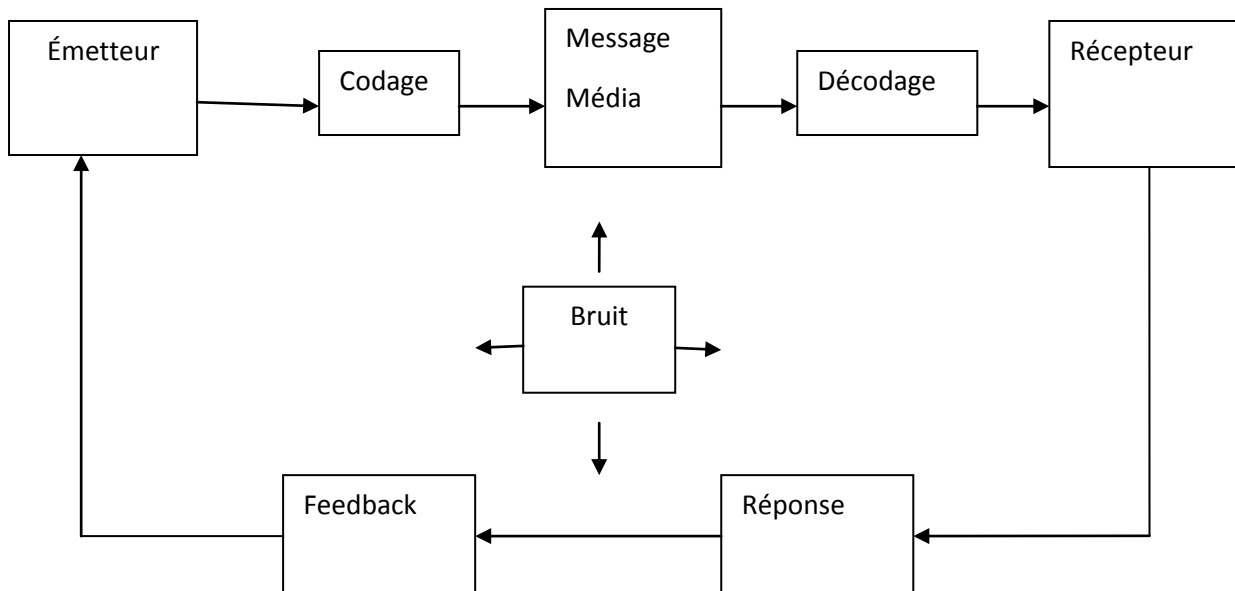 Émetteur
Codage
Message
Média
Décodage
Récepteur
Bruit
Feedback
Réponse